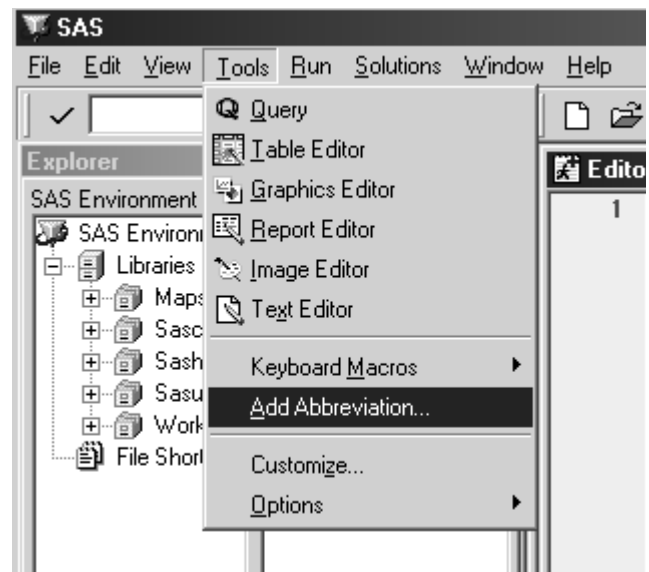 SAS
File Edit View Tools Run Solutions Window Help
Explorer
SAS Environment
SAS Environ
Libraries
Maps
Sasc
Sash
Sasu
Work
File Short
Query
Table Editor
Graphics Editor
Report Editor
Image Editor
Text Editor
Keyboard Macros
Add Abbreviation...
Customize...
Options
Edito
1